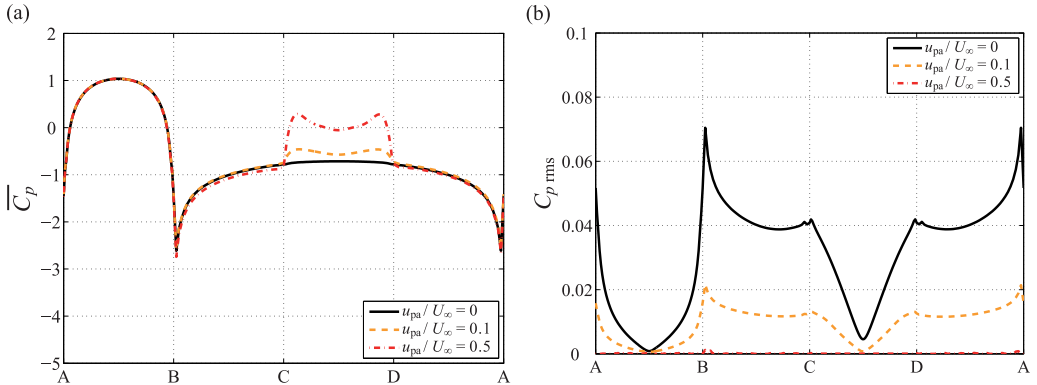 (a)
2
1
0
−1
−2
−3
−4
−5
C̅p
A B C D A
upa / U∞ = 0
upa / U∞ = 0.1
upa / U∞ = 0.5
(b)
0.1
0.08
0.06
0.04
0.02
0
Cp rms
A B C D A
upa / U∞ = 0
upa / U∞ = 0.1
upa / U∞ = 0.5